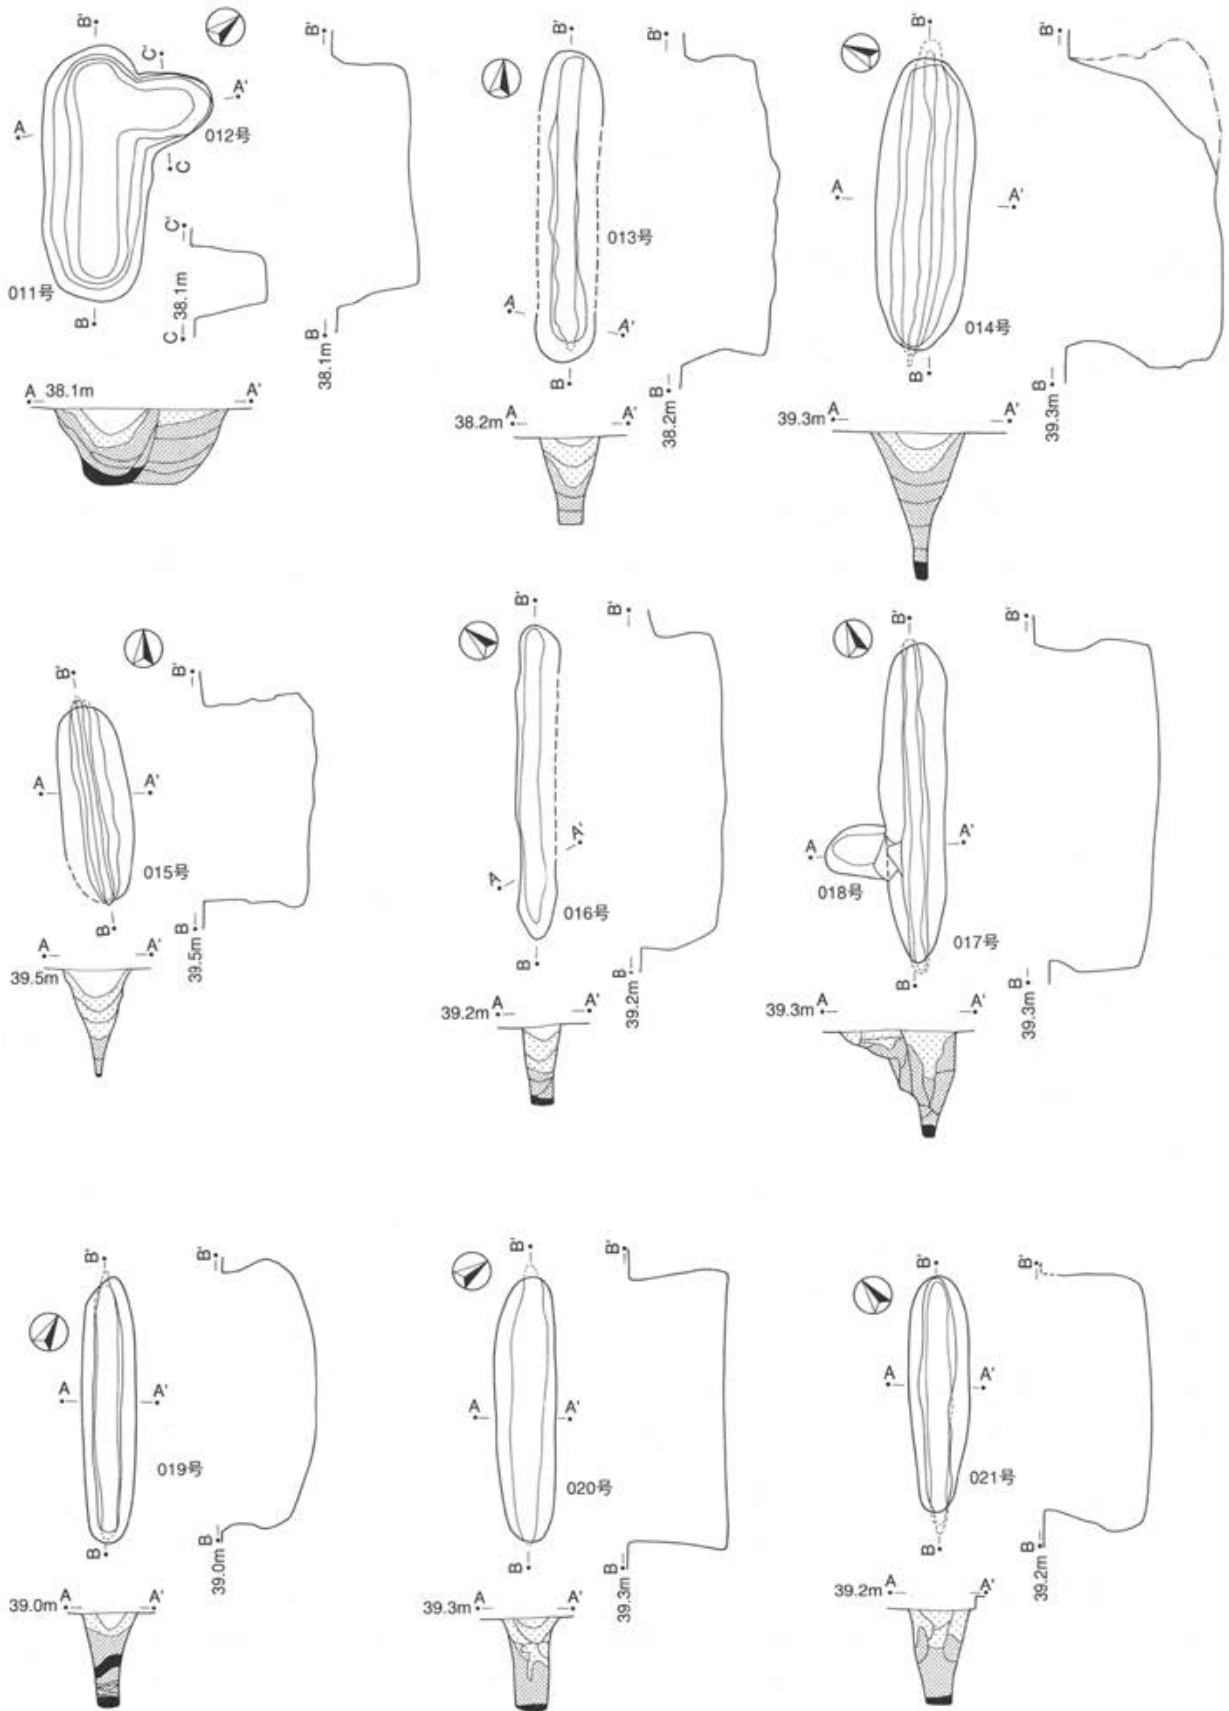 B'
C'
A'
A
012号
C
011号
B
B'
C'
38.1m
C
B
38.1m
A 38.1m
A'
B'
013号
A
A'
B
B'
B
38.2m
38.2m A
A'
B'
A
A'
014号
B
B'
B
39.3m
39.3m A
A'
B'
A
A'
015号
B
B'
B
39.5m
A
A'
39.5m
B'
A'
A
016号
B
B'
B
39.2m
39.2m A
A'
B'
A
A'
018号
017号
B
B'
B
39.3m
39.3m A
A'
B'
A
A'
019号
B
B'
B
39.0m
39.0m A
A'
B'
A
A'
020号
B
B'
B
39.3m
39.3m A
A'
B'
A
A'
021号
B
B'
B
39.2m
39.2m A
A'